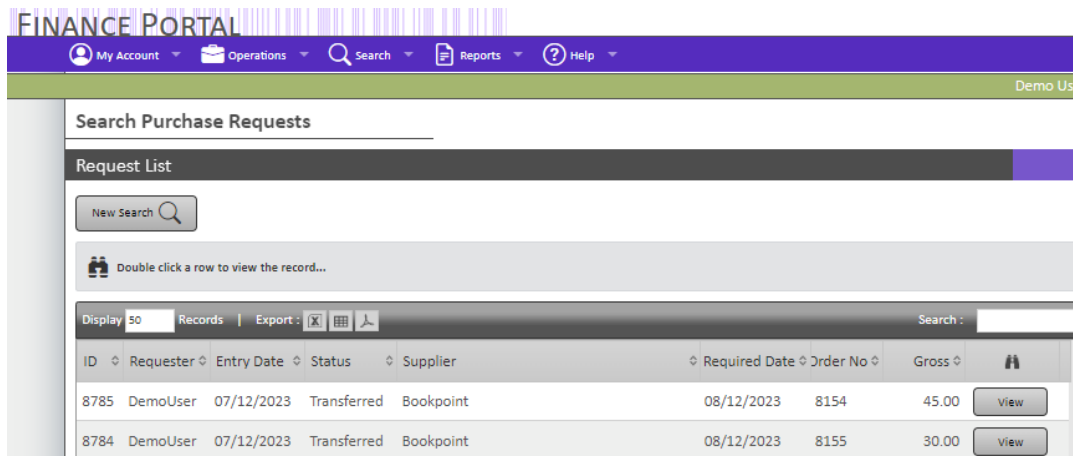 FINANCE PORTAL
My Account Operations Search Reports Help
Demo Us
Search Purchase Requests
Request List
New Search
Double click a row to view the record...
Display 50 Records | Export : Search :
ID Requester Entry Date Status Supplier Required Date Order No Gross
8785 DemoUser 07/12/2023 Transferred Bookpoint 08/12/2023 8154 45.00 View
8784 DemoUser 07/12/2023 Transferred Bookpoint 08/12/2023 8155 30.00 View